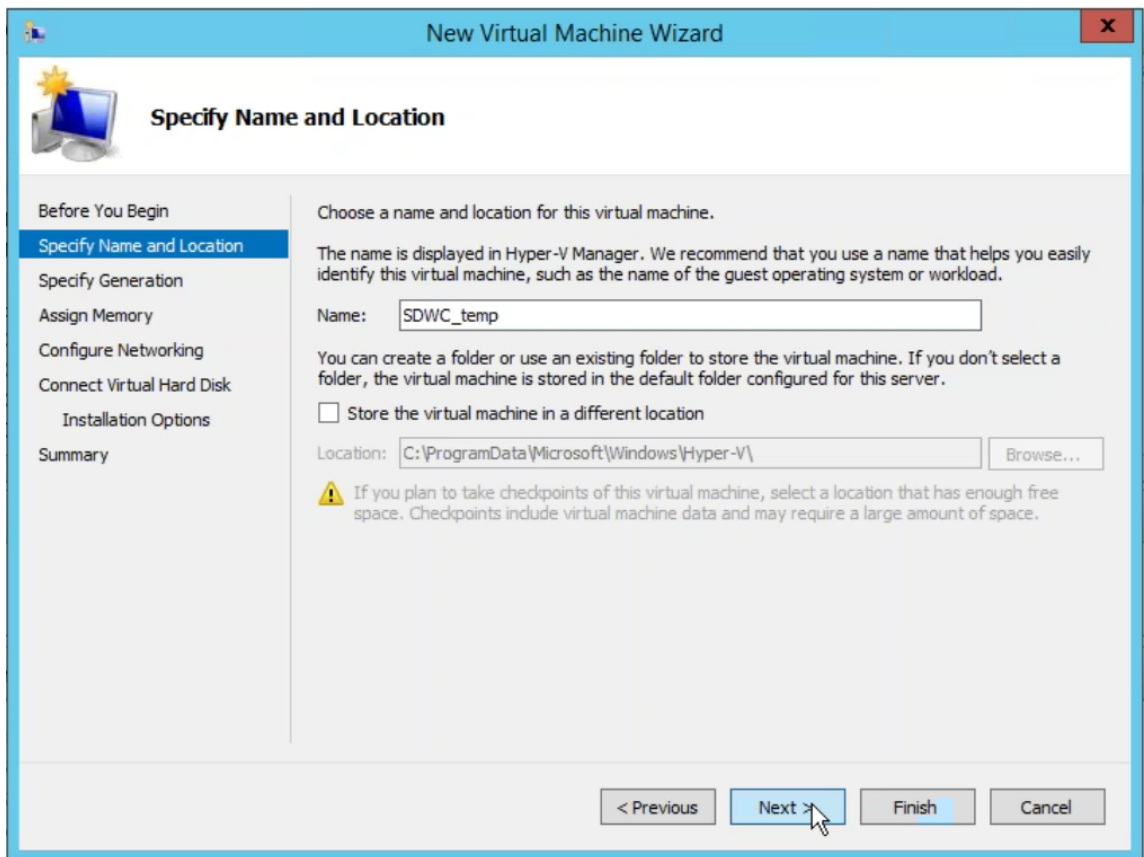 New Virtual Machine Wizard
X
Specify Name and Location
Before You Begin
Specify Name and Location
Specify Generation
Assign Memory
Configure Networking
Connect Virtual Hard Disk
Installation Options
Summary
Choose a name and location for this virtual machine.
The name is displayed in Hyper-V Manager. We recommend that you use a name that helps you easily
identify this virtual machine, such as the name of the guest operating system or workload.
Name: SDWC_temp
You can create a folder or use an existing folder to store the virtual machine. If you don't select a
folder, the virtual machine is stored in the default folder configured for this server.
Store the virtual machine in a different location
Location: C:\ProgramData\Microsoft\Windows\Hyper-V\ Browse...
If you plan to take checkpoints of this virtual machine, select a location that has enough free
space. Checkpoints include virtual machine data and may require a large amount of space.
< Previous Next > Finish Cancel